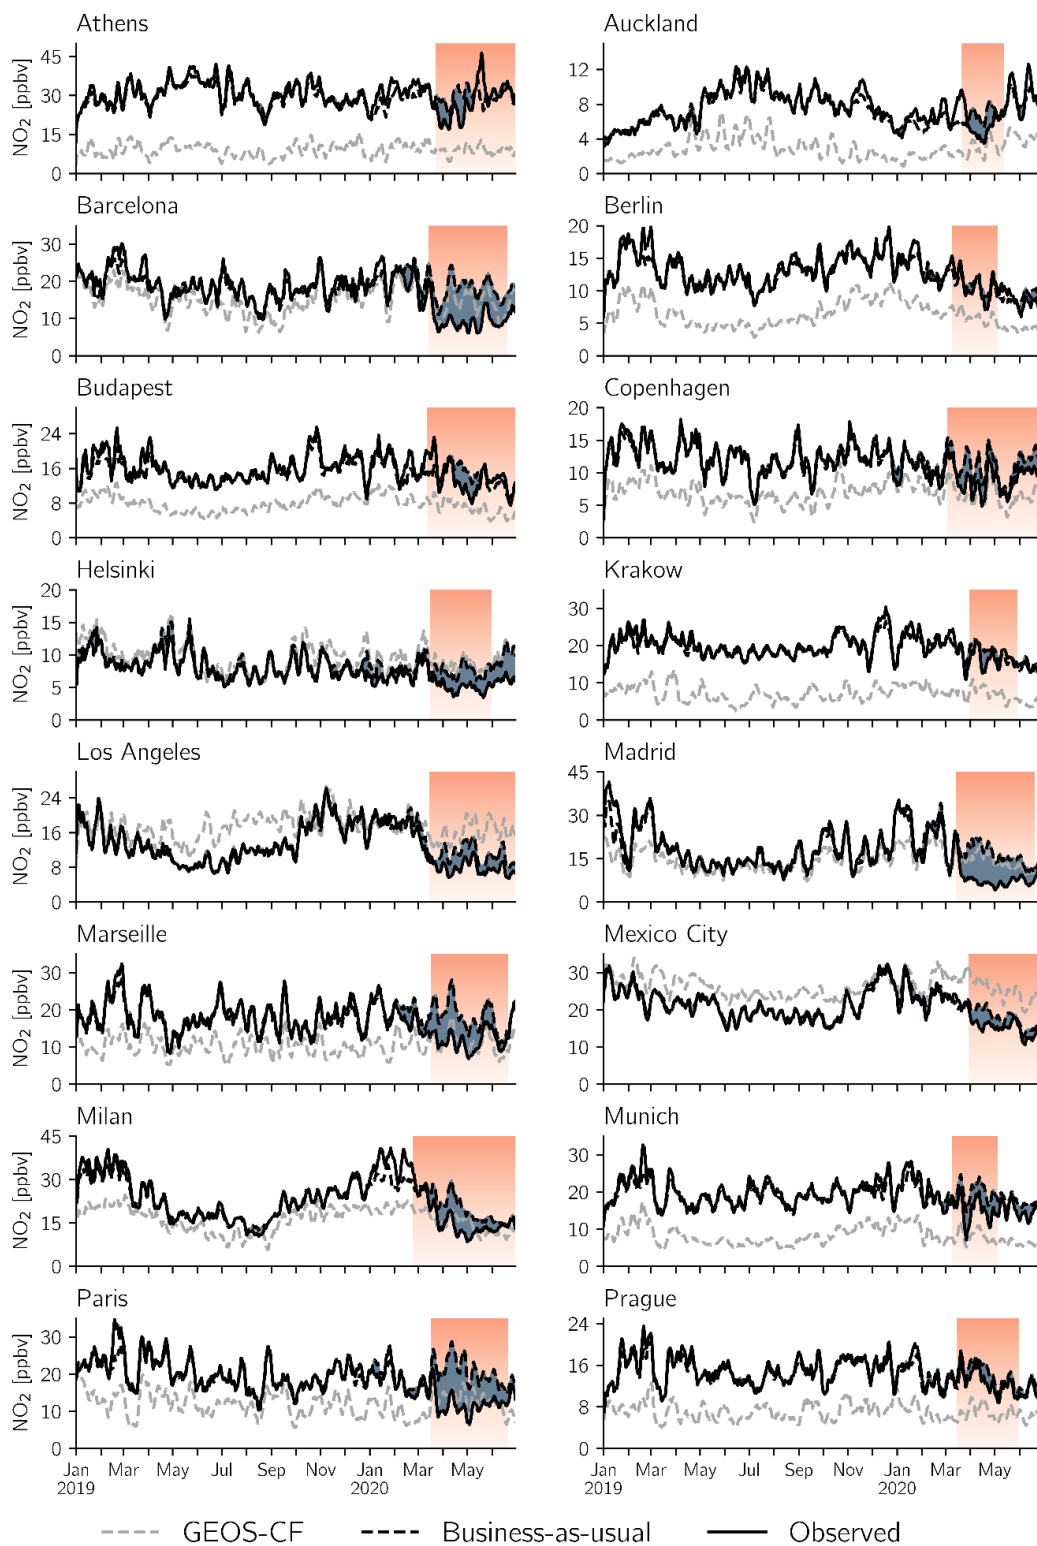 Athens
Auckland
NO2 [ppbv]
45
30
15
0
12
8
4
0
Barcelona
Berlin
NO2 [ppbv]
30
20
10
0
20
15
10
5
0
Budapest
Copenhagen
NO2 [ppbv]
24
16
8
0
20
15
10
5
0
Helsinki
Krakow
NO2 [ppbv]
20
15
10
5
0
30
20
10
0
Los Angeles
Madrid
NO2 [ppbv]
24
16
8
0
45
30
15
0
Marseille
Mexico City
NO2 [ppbv]
30
20
10
0
30
20
10
0
Milan
Munich
NO2 [ppbv]
45
30
15
0
30
20
10
0
Paris
Prague
NO2 [ppbv]
30
20
10
0
24
16
8
0
Jan Mar May Jul Sep Nov Jan Mar May
2019 2020
Jan Mar May Jul Sep Nov Jan Mar May
2019 2020
GEOS-CF Business-as-usual Observed